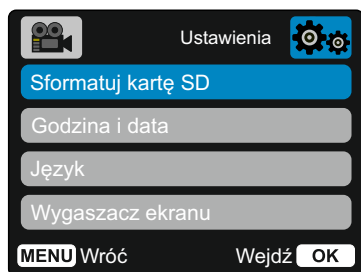 Ustawienia
Sformatuj kartę SD
Godzina i data
Język
Wygaszacz ekranu
MENU Wróć Wejdź OK